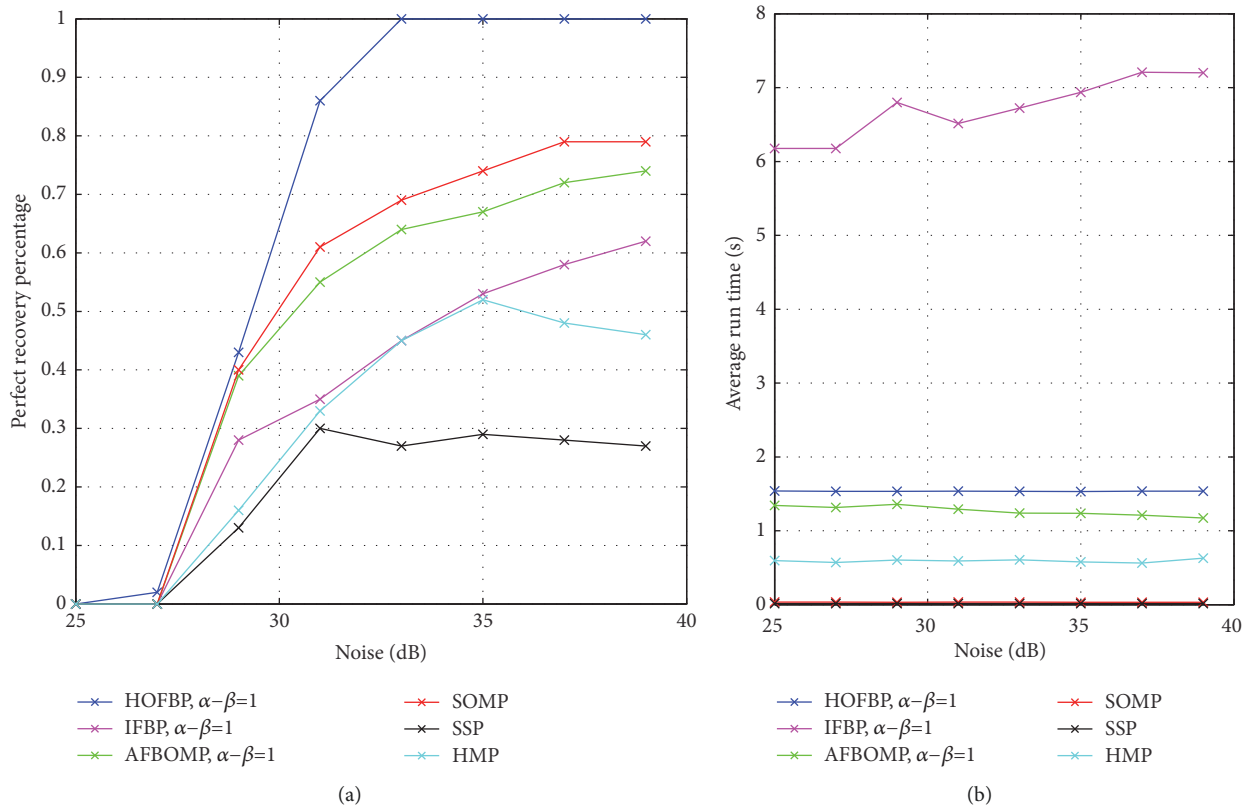 1
0.9
0.8
0.7
0.6
0.5
0.4
0.3
0.2
0.1
0
25
30
35
40
Perfect recovery percentage
Noise (dB)
HOFBP, α−β=1
IFBP, α−β=1
AFBOMP, α−β=1
SOMP
SSP
HMP
(a)
8
7
6
5
4
3
2
1
0
25
30
35
40
Average run time (s)
Noise (dB)
HOFBP, α−β=1
IFBP, α−β=1
AFBOMP, α−β=1
SOMP
SSP
HMP
(b)